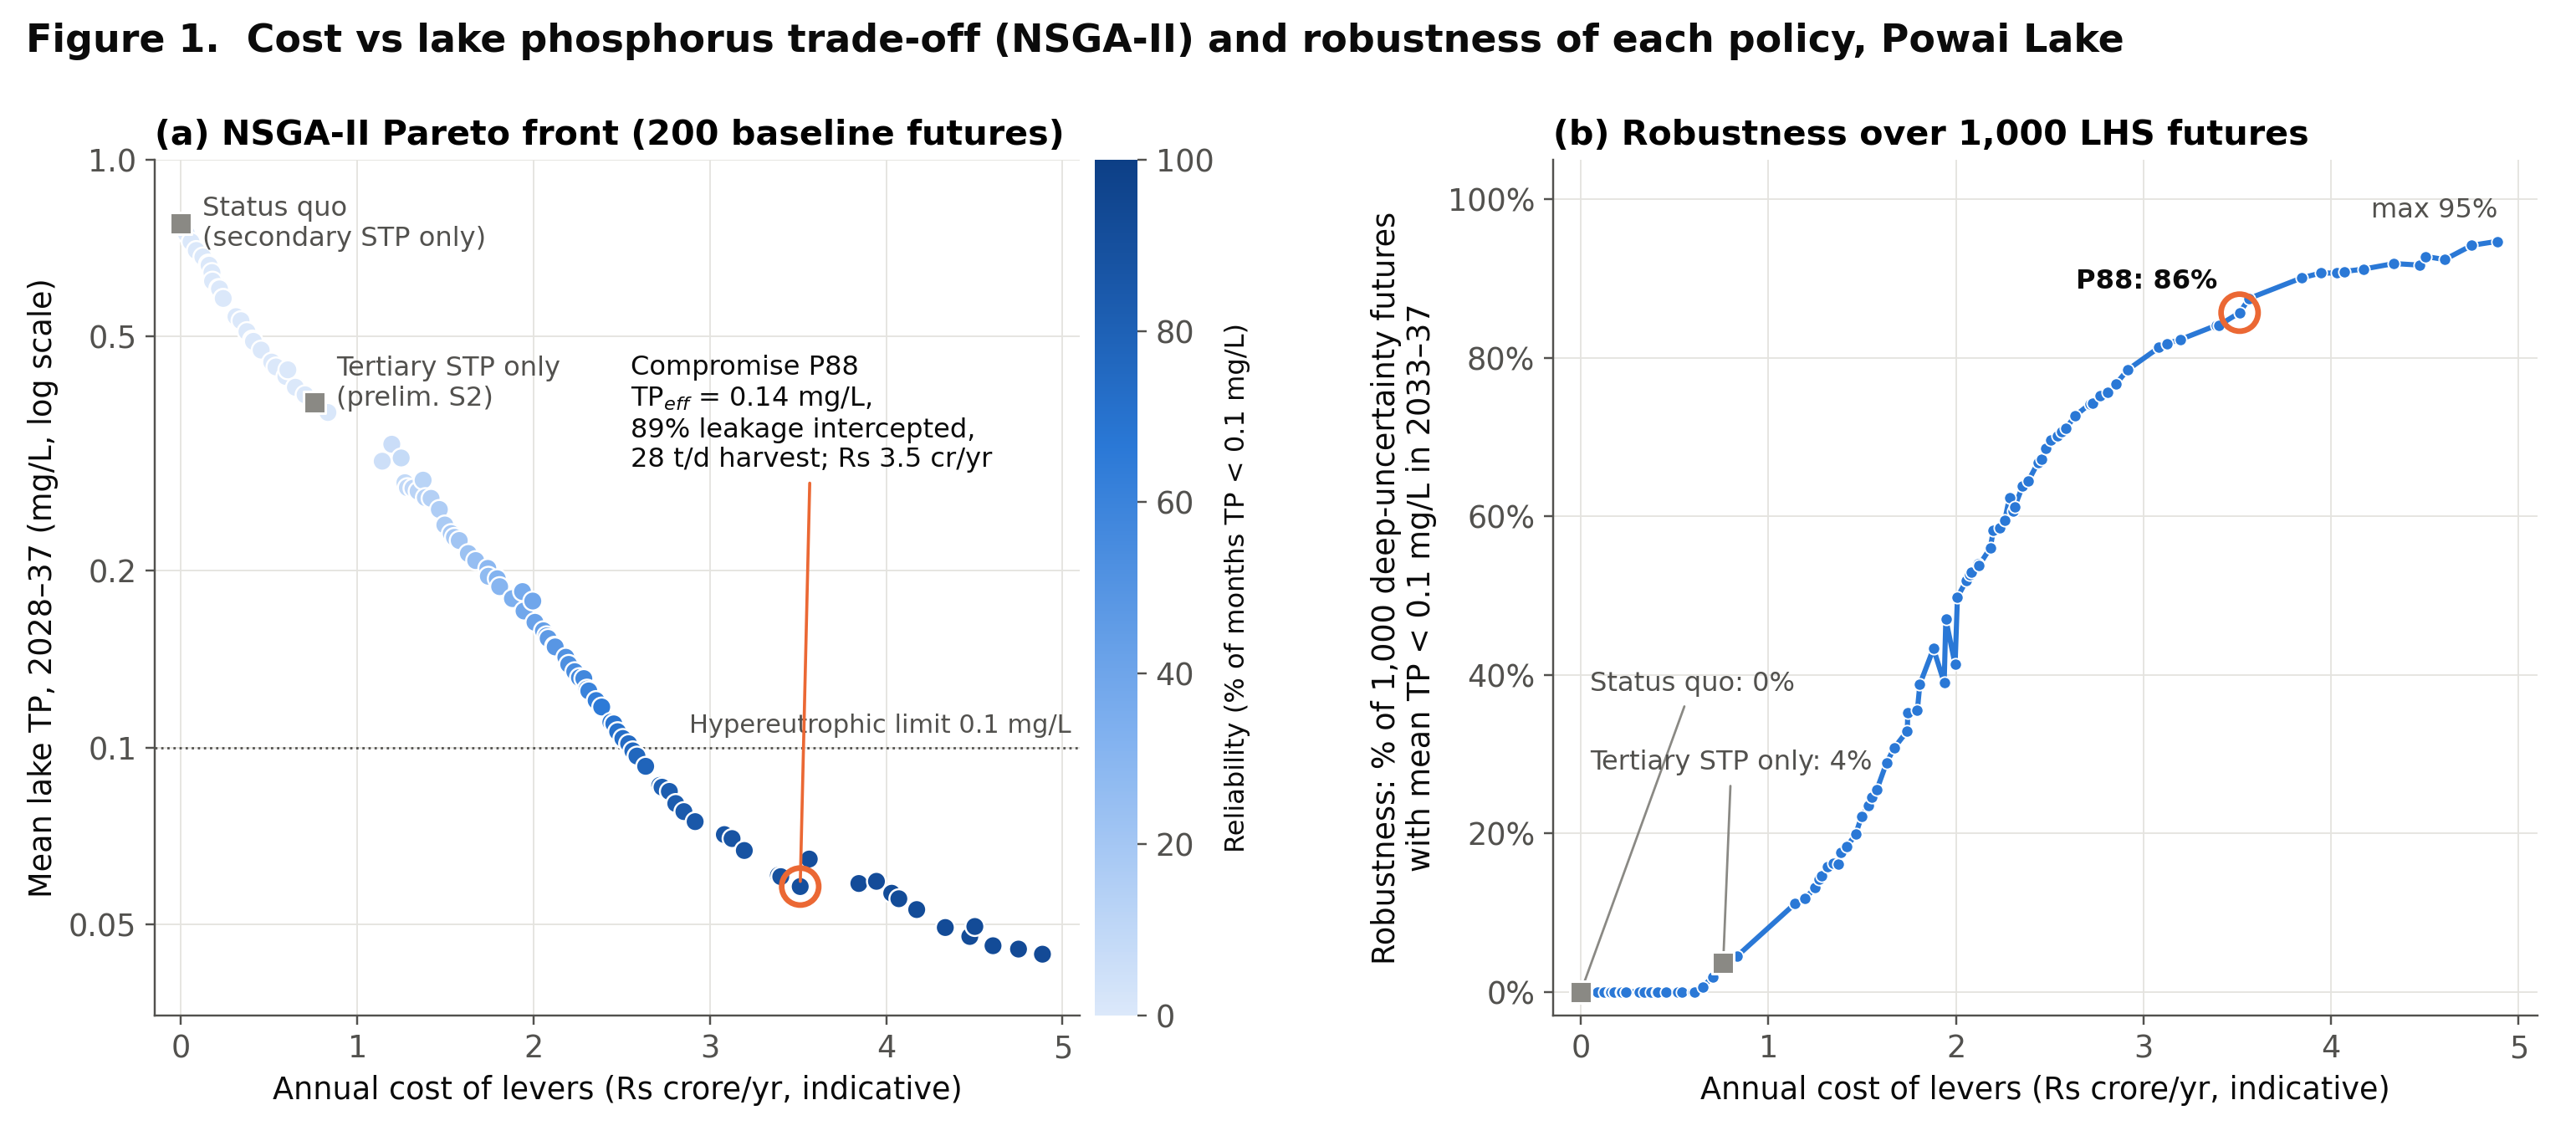 Figure 1.  Cost vs lake phosphorus trade-off (NSGA-II) and robustness of each policy, Powai Lake
(a) NSGA-II Pareto front (200 baseline futures)
Mean lake TP, 2028–37 (mg/L, log scale)
1.0
0.5
0.2
0.1
0.05
Status quo
(secondary STP only)
Tertiary STP only
(prelim. S2)
Compromise P88
TPeff = 0.14 mg/L,
89% leakage intercepted,
28 t/d harvest; Rs 3.5 cr/yr
Hypereutrophic limit 0.1 mg/L
0 1 2 3 4 5
Annual cost of levers (Rs crore/yr, indicative)
100
80
60
40
20
0
Reliability (% of months TP < 0.1 mg/L)
(b) Robustness over 1,000 LHS futures
Robustness: % of 1,000 deep-uncertainty futures
with mean TP < 0.1 mg/L in 2033–37
100%
80%
60%
40%
20%
0%
max 95%
P88: 86%
Status quo: 0%
Tertiary STP only: 4%
0 1 2 3 4 5
Annual cost of levers (Rs crore/yr, indicative)